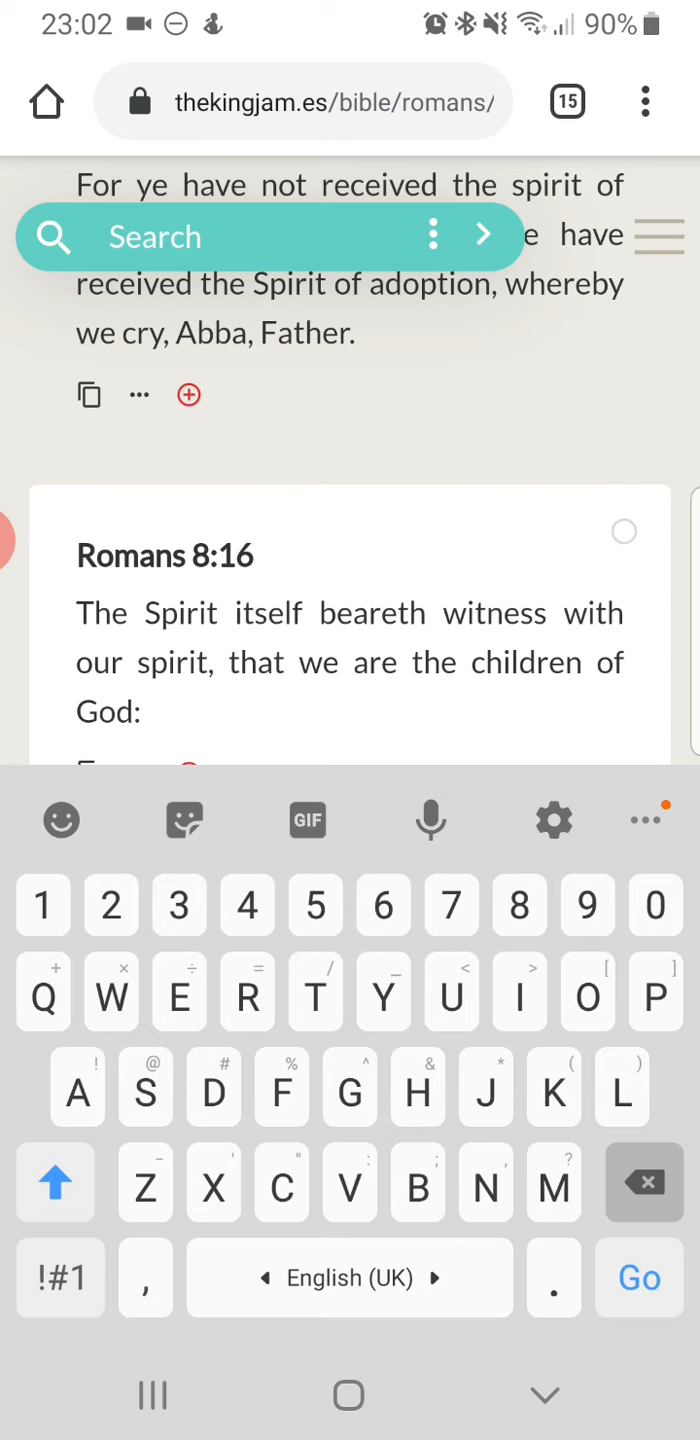 23:02 90%
thekingjam.es/bible/romans/ 15
For ye have not received the spirit of
Search
e have
received the Spirit of adoption, whereby
we cry, Abba, Father.
Romans 8:16
The Spirit itself beareth witness with
our spirit, that we are the children of
God:
GIF
1 2 3 4 5 6 7 8 9 0
+ × ÷ = / _ < > [ ]
Q W E R T Y U I O P
! @ # % ^ & * ( )
A S D F G H J K L
- ' " : ; , ?
Z X C V B N M
!#1 , English (UK) . Go